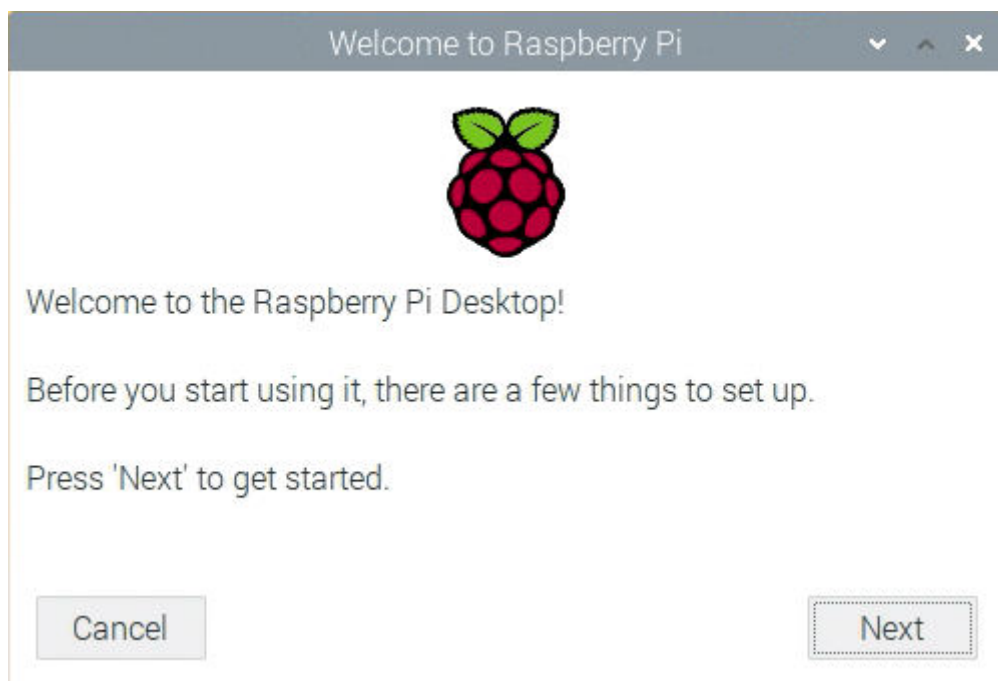 Welcome to Raspberry Pi
Welcome to the Raspberry Pi Desktop!
Before you start using it, there are a few things to set up.
Press 'Next' to get started.
Cancel
Next